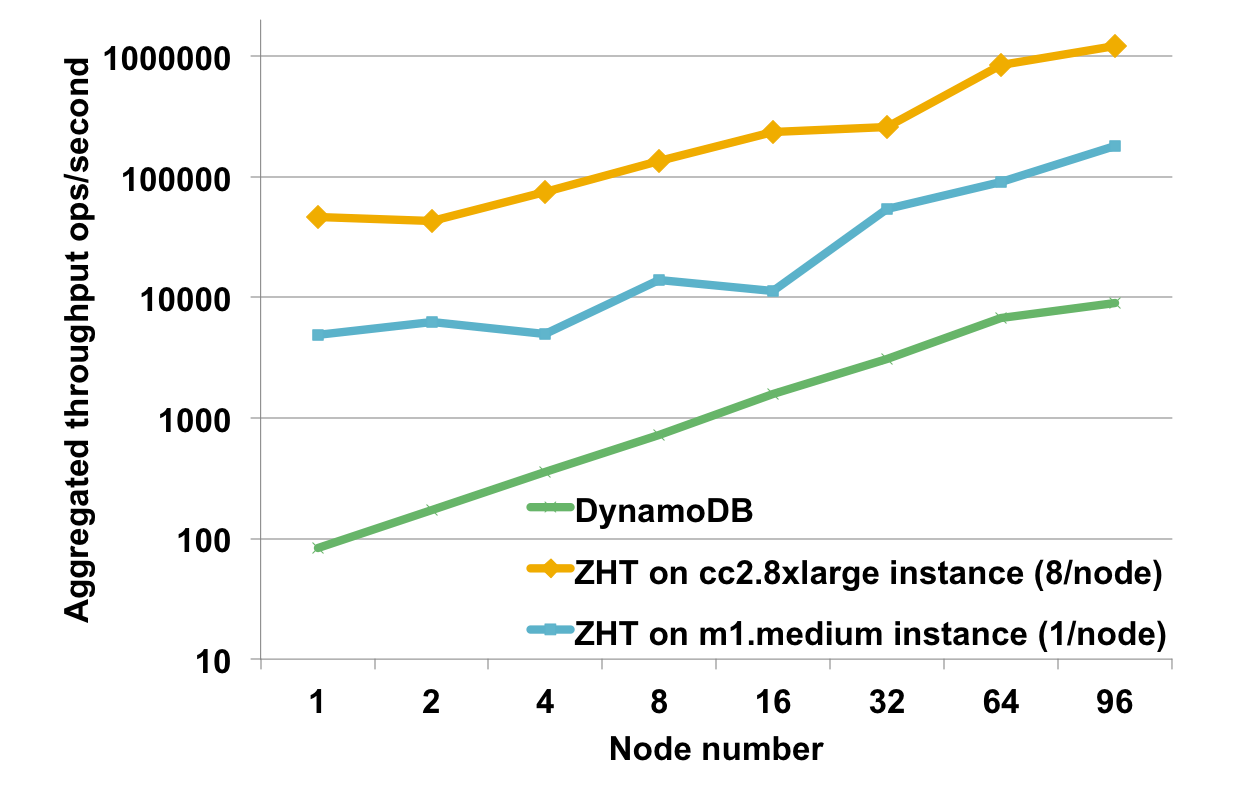 Aggregated throughput ops/second
1000000
100000
10000
1000
100
10
DynamoDB
ZHT on cc2.8xlarge instance (8/node)
ZHT on m1.medium instance (1/node)
1 2 4 8 16 32 64 96
Node number